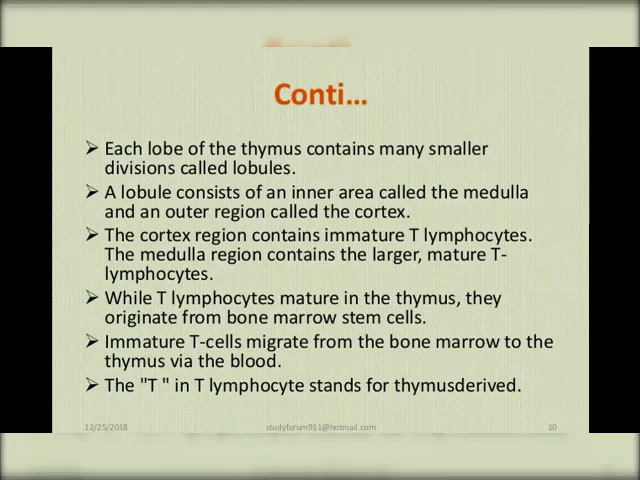 Conti...
➢ Each lobe of the thymus contains many smaller
divisions called lobules.
➢ A lobule consists of an inner area called the medulla
and an outer region called the cortex.
➢ The cortex region contains immature T lymphocytes.
The medulla region contains the larger, mature T-
lymphocytes.
➢ While T lymphocytes mature in the thymus, they
originate from bone marrow stem cells.
➢ Immature T-cells migrate from the bone marrow to the
thymus via the blood.
➢ The "T " in T lymphocyte stands for thymusderived.
12/25/2018 studyforum911@hotmail.com 10